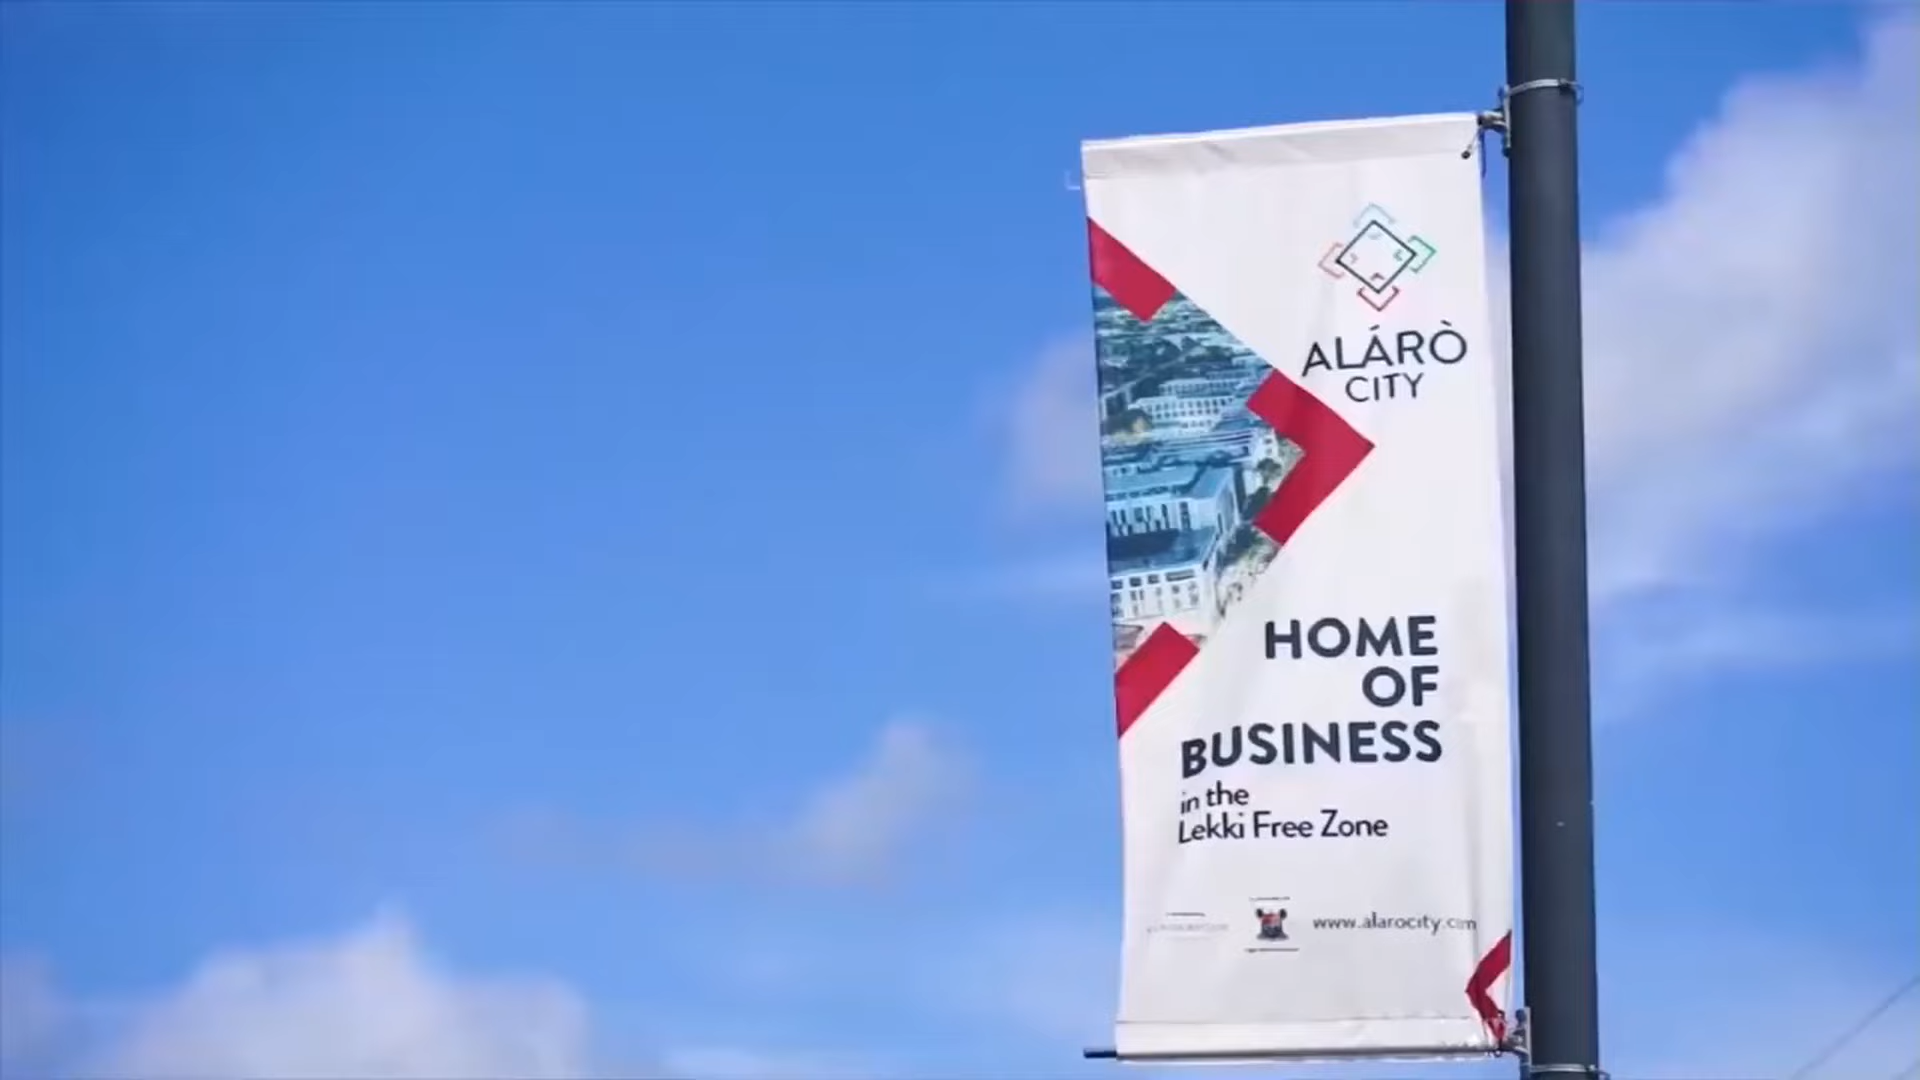 ALÁRÒ
CITY
HOME
OF
BUSINESS
in the
Lekki Free Zone
www.alarocity.com